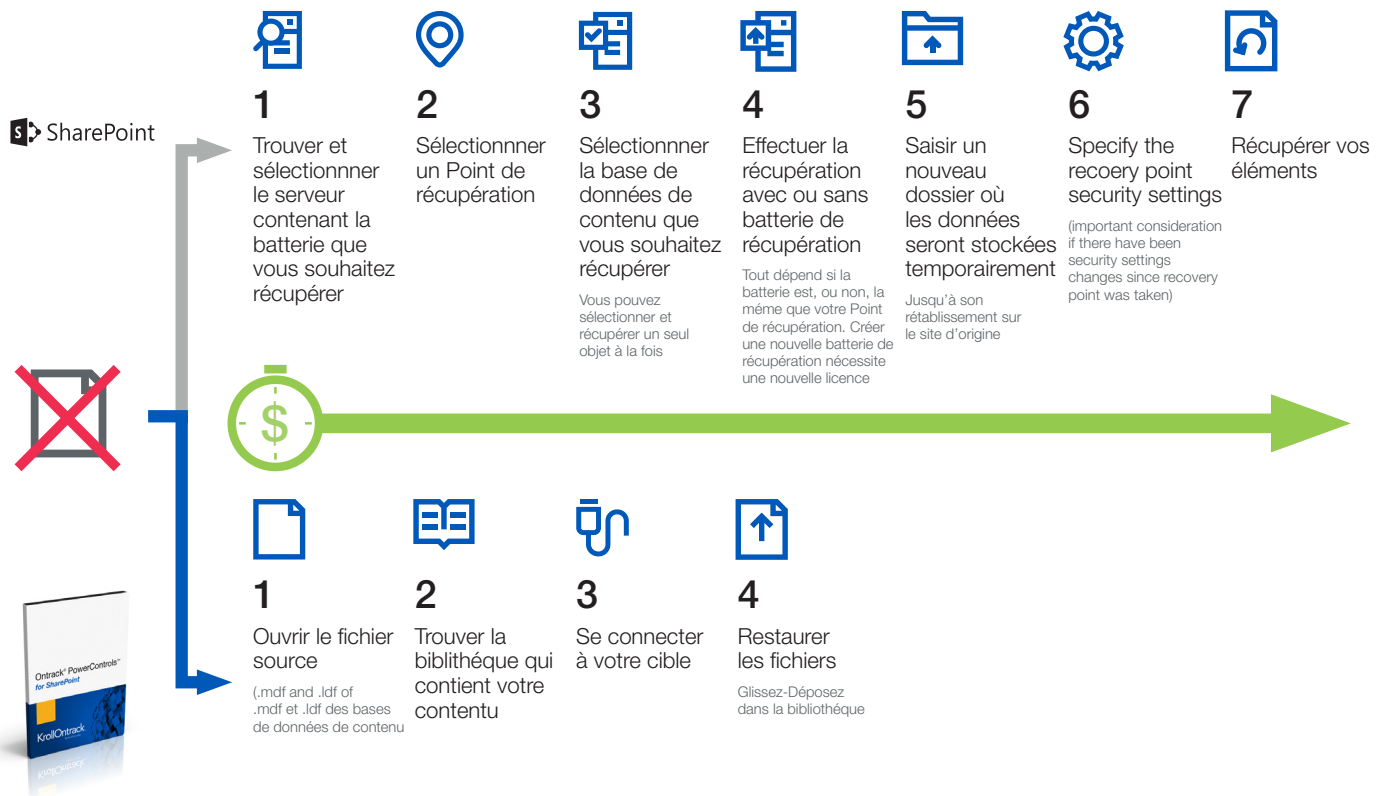 SharePoint
1
Trouver et
sélectionnner
le serveur
contenant la
batterie que
vous souhaitez
récupérer
2
Sélectionnner
un Point de
récupération
3
Sélectionnner
la base de
données de
contenu que
vous souhaitez
récupérer
Vous pouvez
sélectionner et
récupérer un seul
objet à la fois
4
Effectuer la
récupération
avec ou sans
batterie de
récupération
Tout dépend si la
batterie est, ou non, la
méme que votre Point
de récupération. Créer
une nouvelle batterie de
récupération nécessite
une nouvelle licence
5
Saisir un
nouveau
dossier où
les données
seront stockées
temporairement
Jusqu'à son
rétablissement sur
le site d'origine
6
Specify the
recoery point
security settings
(important consideration
if there have been
security settings
changes since recovery
point was taken)
7
Récupérer vos
éléments
$
1
Ouvrir le fichier
source
(.mdf and .ldf of
.mdf et .ldf des bases
de données de contenu
2
Trouver la
biblithéque qui
contient votre
contentu
3
Se connecter
à votre cible
4
Restaurer
les fichiers
Glissez-Déposez
dans la bibliothéque
Ontrack® PowerControls™
for SharePoint
KrollOntrack